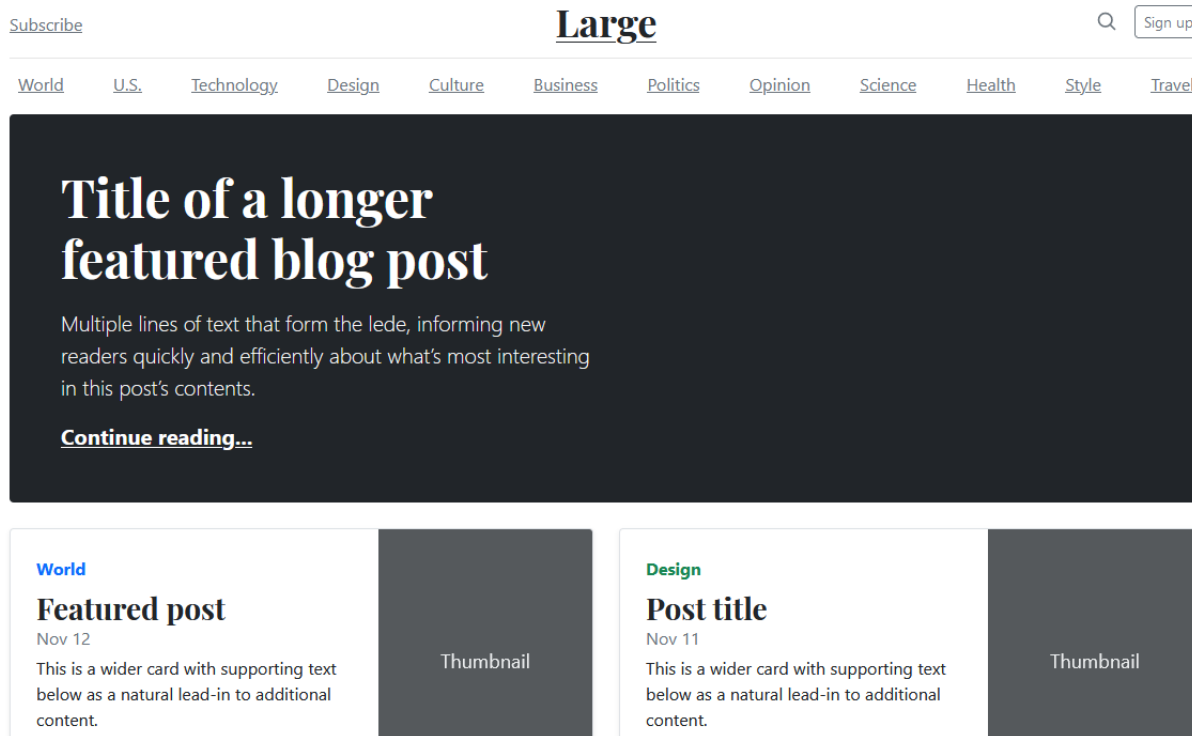 Subscribe
Large
Sign up
World U.S. Technology Design Culture Business Politics Opinion Science Health Style Travel
Title of a longer
featured blog post
Multiple lines of text that form the lede, informing new
readers quickly and efficiently about what’s most interesting
in this post’s contents.
Continue reading...
World
Featured post
Nov 12
This is a wider card with supporting text
below as a natural lead-in to additional
content.
Thumbnail
Design
Post title
Nov 11
This is a wider card with supporting text
below as a natural lead-in to additional
content.
Thumbnail